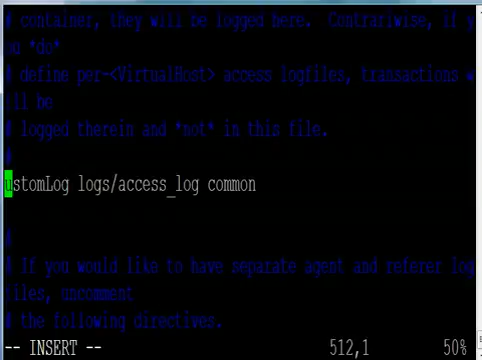 # container, they will be logged here.  Contrariwise, if y
ou *do*
# define per-<VirtualHost> access logfiles, transactions w
ill be
# logged therein and *not* in this file.
#
ustomLog logs/access_log common
#
# If you would like to have separate agent and referer log
files, uncomment
# the following directives.
-- INSERT --                    512,1         50%